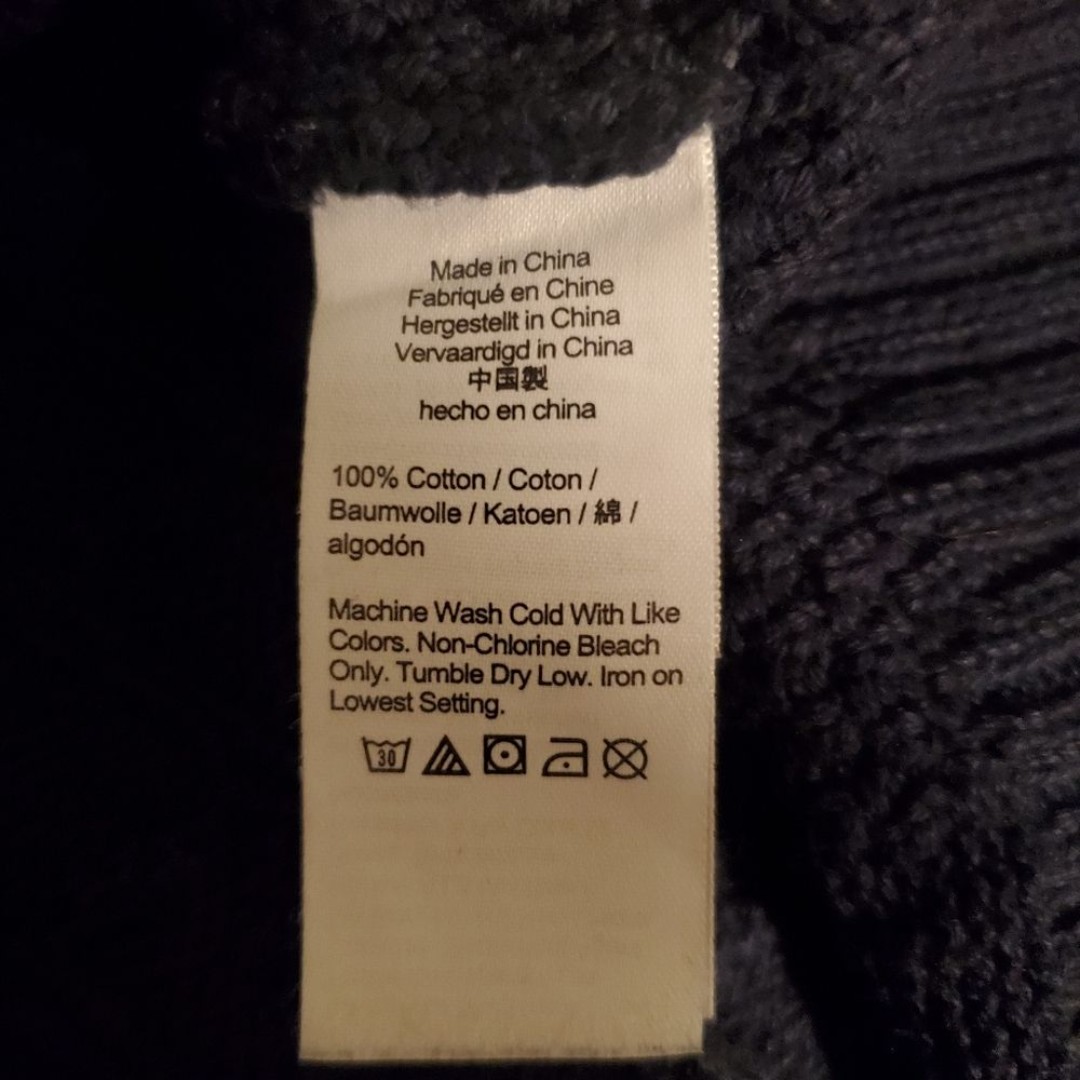 Made in China
Fabriqué en Chine
Hergestellt in China
Vervaardigd in China
中国製
hecho en china
100% Cotton / Coton /
Baumwolle / Katoen / 綿 /
algodón
Machine Wash Cold With Like
Colors. Non-Chlorine Bleach
Only. Tumble Dry Low. Iron on
Lowest Setting.
30